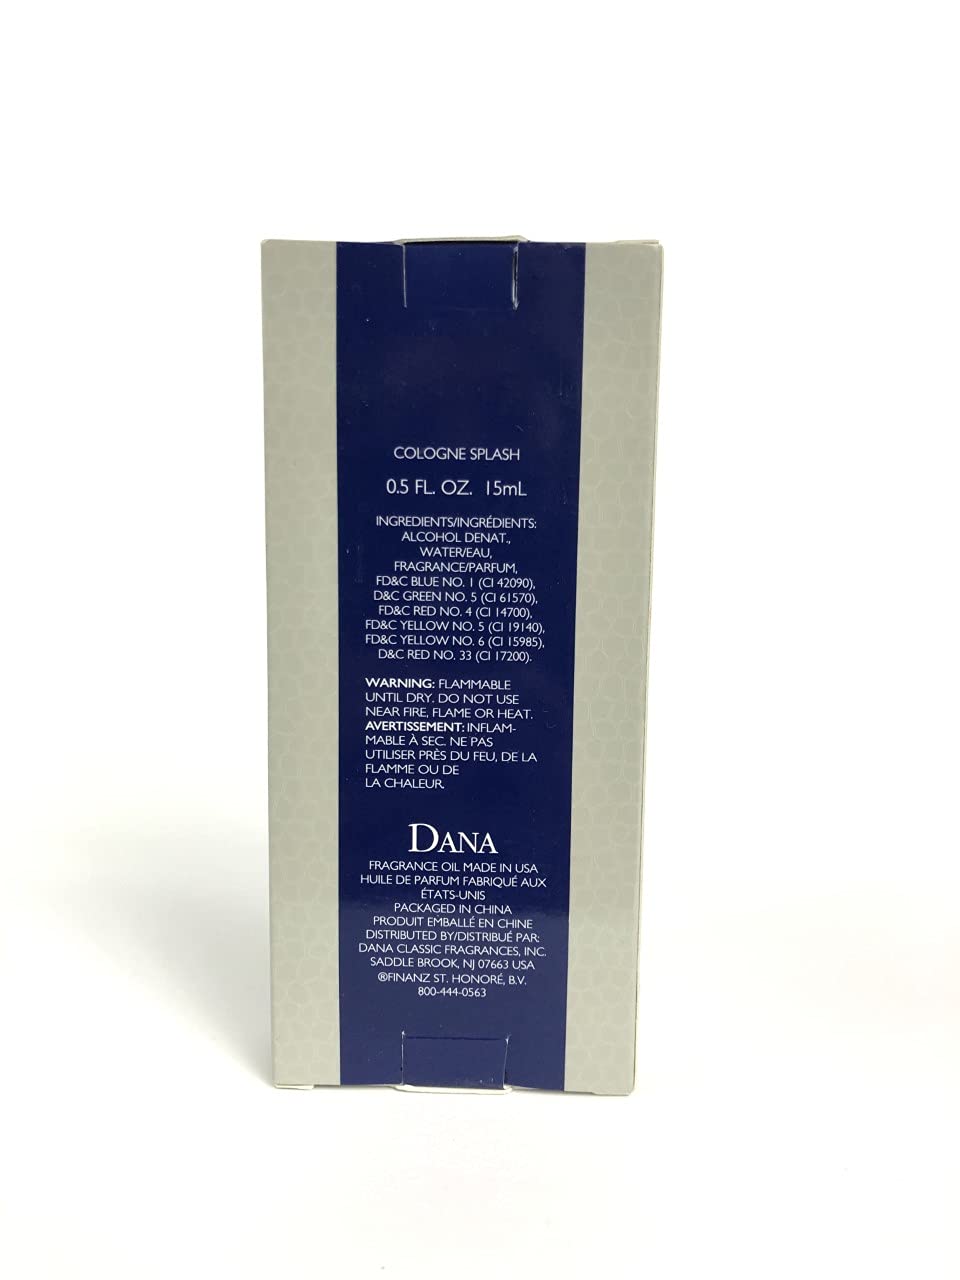 COLOGNE SPLASH
0.5 FL. OZ. 15mL
INGREDIENTS/INGRÉDIENTS:
ALCOHOL DENAT.,
WATER/EAU,
FRAGRANCE/PARFUM,
FD&C BLUE NO. 1 (CI 42090),
D&C GREEN NO. 5 (CI 61570),
FD&C RED NO. 4 (CI 14700),
FD&C YELLOW NO. 5 (CI 19140),
FD&C YELLOW NO. 6 (CI 15985),
D&C RED NO. 33 (CI 17200).
WARNING: FLAMMABLE
UNTIL DRY. DO NOT USE
NEAR FIRE, FLAME OR HEAT.
AVERTISSEMENT: INFLAM-
MABLE À SEC. NE PAS
UTILISER PRÈS DU FEU, DE LA
FLAMME OU DE
LA CHALEUR.
DANA
FRAGRANCE OIL MADE IN USA
HUILE DE PARFUM FABRIQUÉ AUX
ÉTATS-UNIS
PACKAGED IN CHINA
PRODUIT EMBALLÉ EN CHINE
DISTRIBUTED BY/DISTRIBUÉ PAR:
DANA CLASSIC FRAGRANCES, INC.
SADDLE BROOK, NJ 07663 USA
®FINANZ ST. HONORÉ, B.V.
800-444-0563